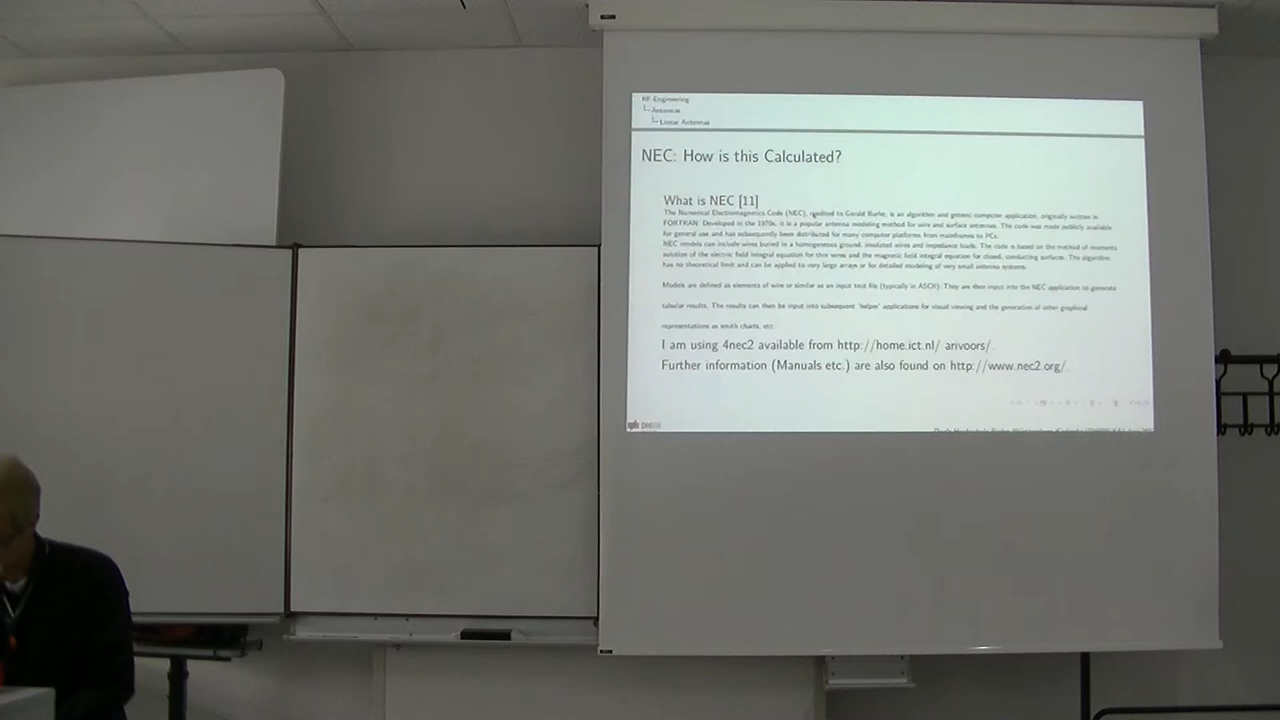 RF-Engineering
Antennas
Linear Antennas
NEC: How is this Calculated?
What is NEC [11]
The Numerical Electromagnetics Code (NEC), credited to Gerald Burke, is an algorithm and generic computer application, originally written in
FORTRAN. Developed in the 1970s, it is a popular antenna modeling method for wire and surface antennas. The code was made publicly available
for general use and has subsequently been distributed for many computer platforms from mainframes to PCs.
NEC models can include wires buried in a homogeneous ground, insulated wires and impedance loads. The code is based on the method of moments
solution of the electric field integral equation for thin wires and the magnetic field integral equation for closed, conducting surfaces. The algorithm
has no theoretical limit and can be applied to very large arrays or for detailed modeling of very small antenna systems.
Models are defined as elements of wire or similar as an input text file (typically in ASCII). They are then input into the NEC application to generate
tabular results. The results can then be input into subsequent 'helper' applications for visual viewing and the generation of other graphical
representations as smith charts, etc.
I am using 4nec2 available from http://home.ict.nl/ arivoors/.
Further information (Manuals etc.) are also found on http://www.nec2.org/.